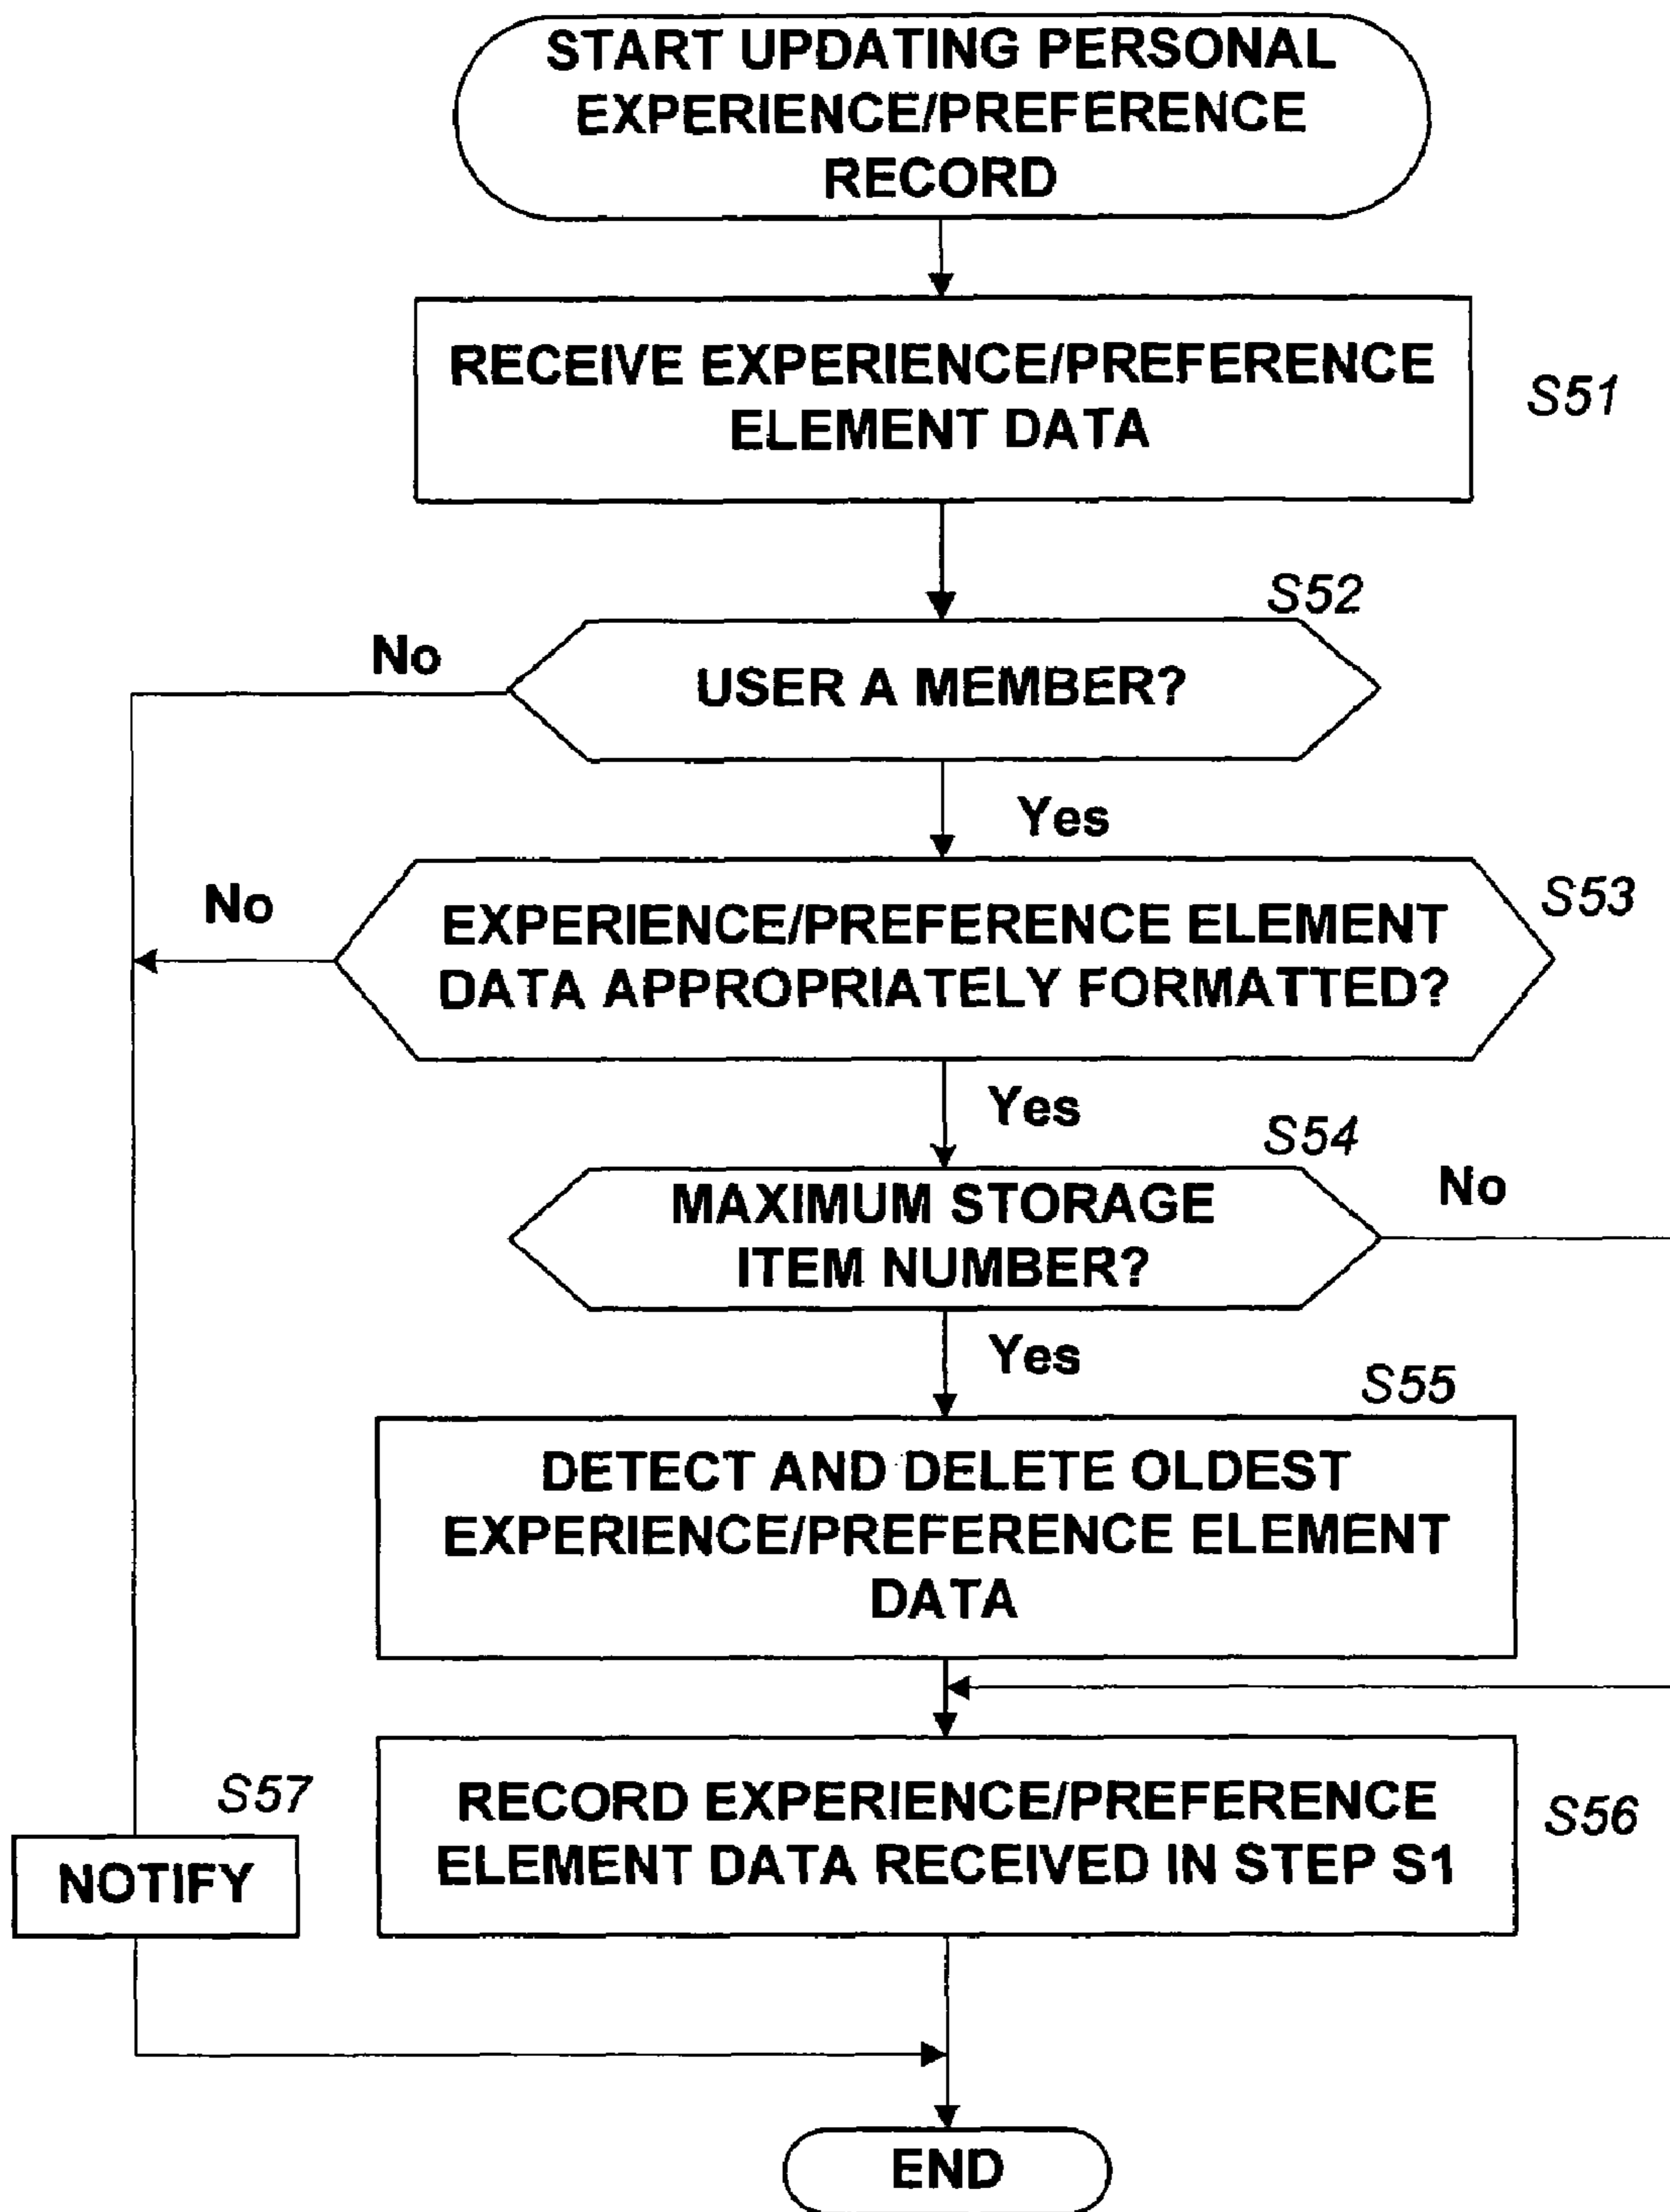 START UPDATING PERSONAL
EXPERIENCE/PREFERENCE
RECORD
RECEIVE EXPERIENCE/PREFERENCE
ELEMENT DATA
S51
S52
No
USER A MEMBER?
Yes
S53
No
EXPERIENCE/PREFERENCE ELEMENT
DATA APPROPRIATELY FORMATTED?
Yes
S54
No
MAXIMUM STORAGE
ITEM NUMBER?
Yes
S55
DETECT AND DELETE OLDEST
EXPERIENCE/PREFERENCE ELEMENT
DATA
S57
NOTIFY
RECORD EXPERIENCE/PREFERENCE
ELEMENT DATA RECEIVED IN STEP S1
S56
END